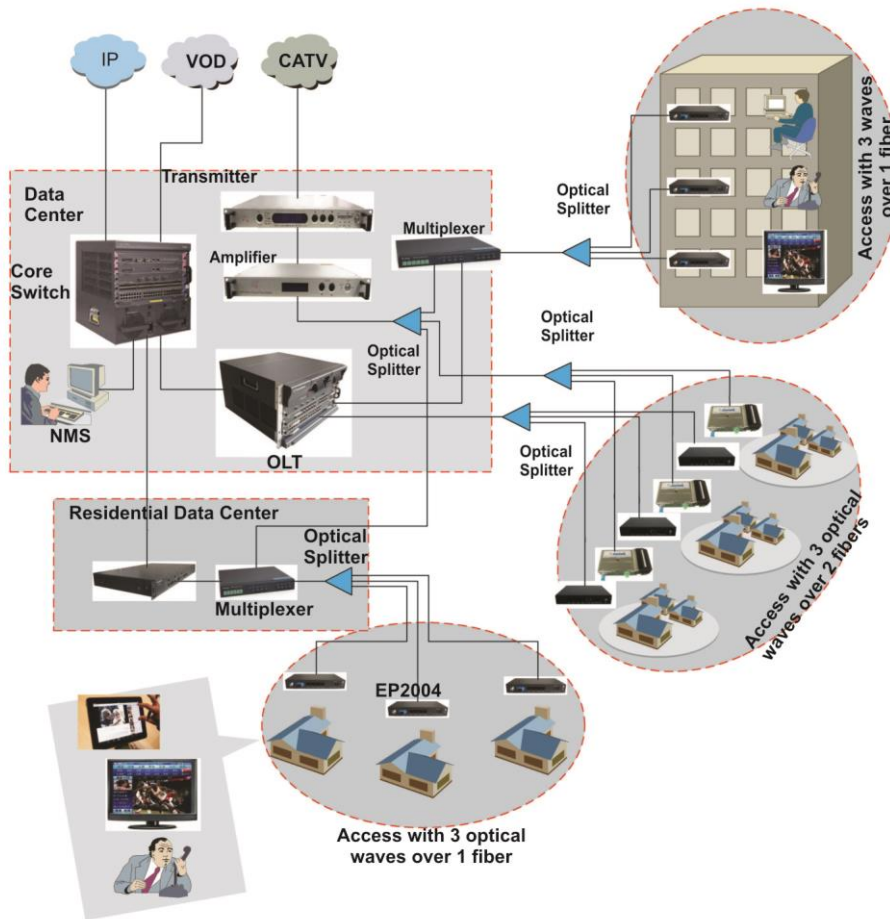 IP
VOD
CATV
Transmitter
Data
Center
Core
Switch
Amplifier
Multiplexer
Optical
Splitter
Access with 3 waves
over 1 fiber
Optical
Splitter
Optical
Splitter
NMS
OLT
Optical
Splitter
Residential Data Center
Optical
Splitter
Multiplexer
Access with 3 optical
waves over 2 fibers
EP2004
Access with 3 optical
waves over 1 fiber